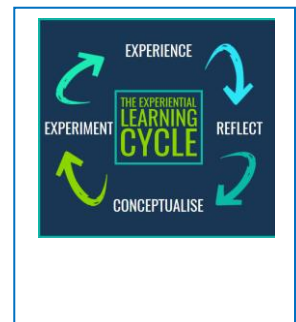 EXPERIENCE
THE EXPERIENTIAL
LEARNING
CYCLE
EXPERIMENT
REFLECT
CONCEPTUALISE